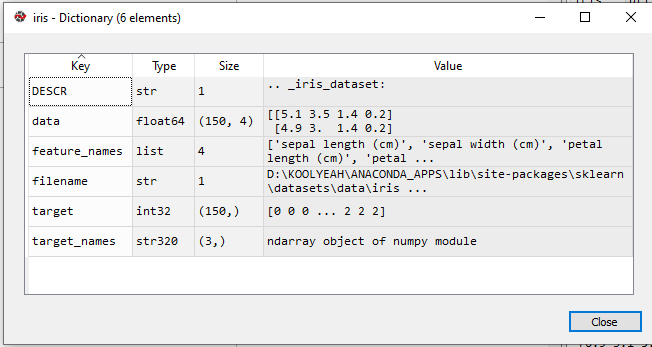 iris - Dictionary (6 elements)
Key Type Size Value
DESCR str 1 .. _iris_dataset:
data float64 (150, 4) [[5.1 3.5 1.4 0.2]
[4.9 3. 1.4 0.2]
feature_names list 4 ['sepal length (cm)', 'sepal width (cm)', 'petal
length (cm)', 'petal ...
filename str 1 D:\KOOLYEAH\ANACONDA_APPS\lib\site-packages\sklearn
\datasets\data\iris ...
target int32 (150,) [0 0 0 ... 2 2 2]
target_names str320 (3,) ndarray object of numpy module
Close